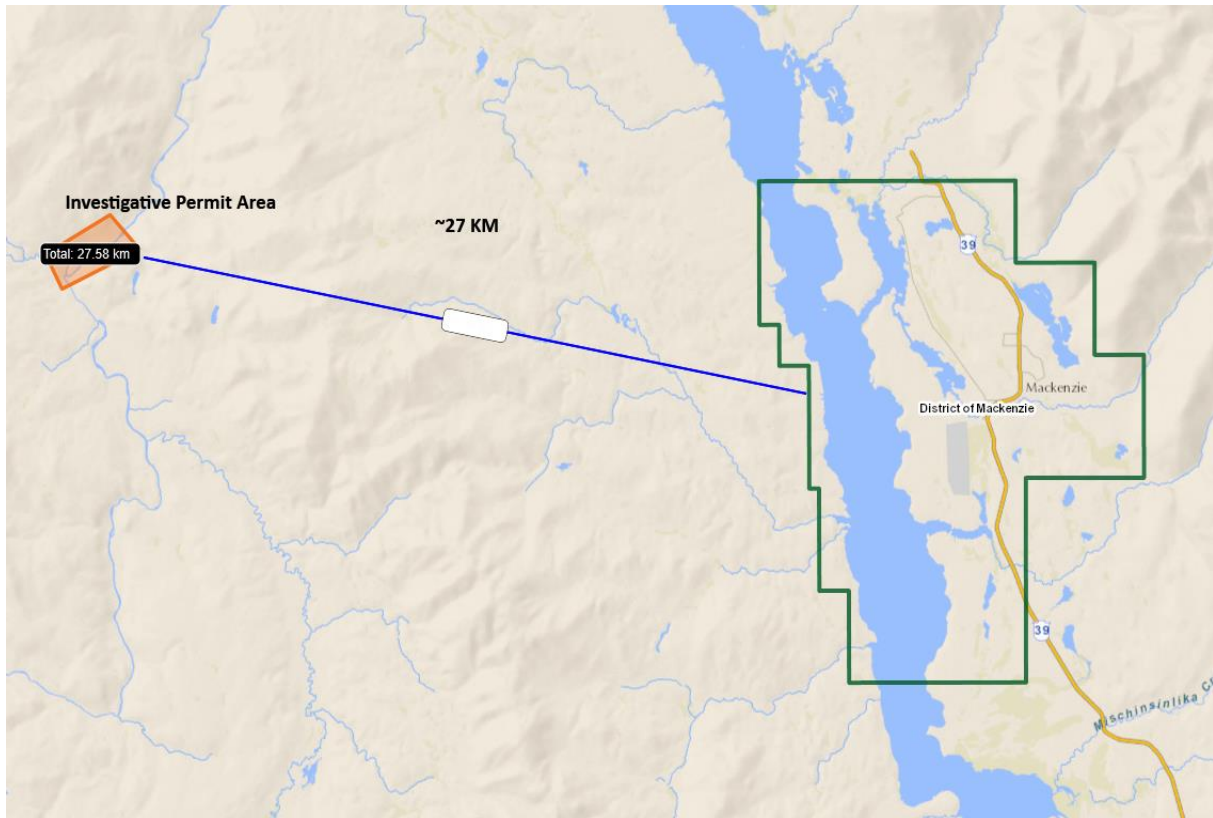 Investigative Permit Area
~27 KM
Total: 27.58 km
39
Mackenzie
District of Mackenzie
39
Mischinsinlika